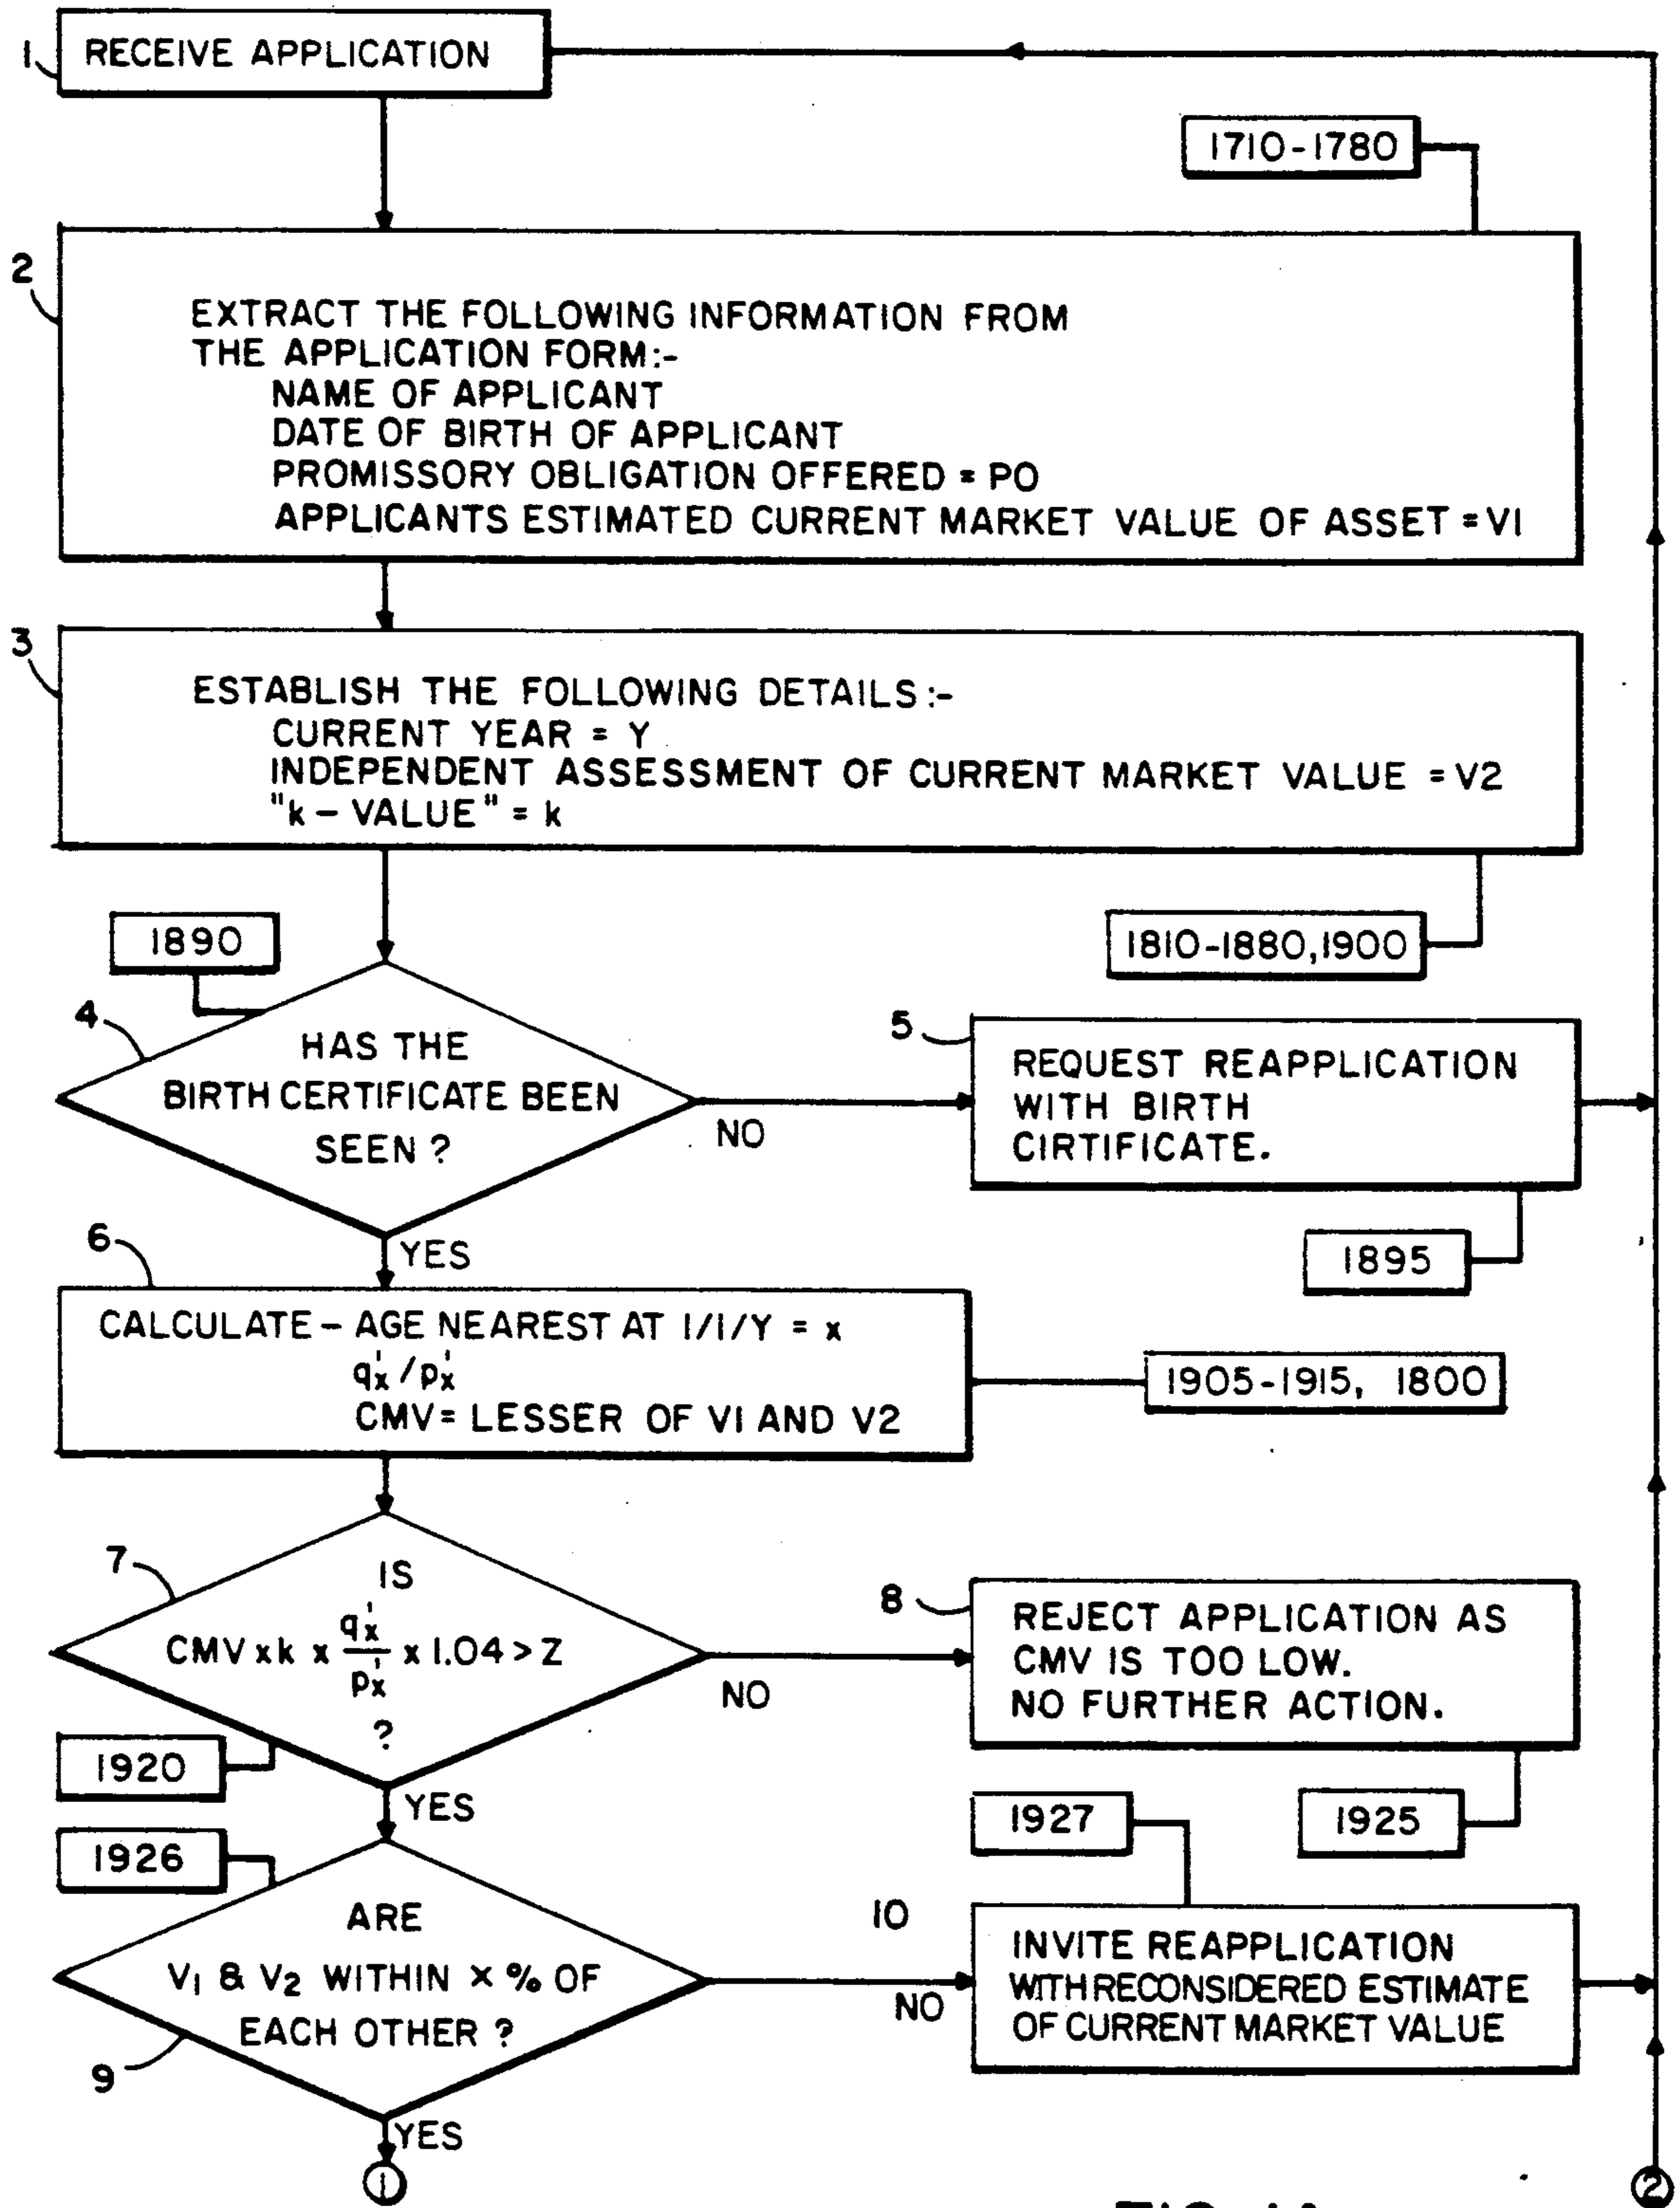 1 RECEIVE APPLICATION
1710-1780
2
EXTRACT THE FOLLOWING INFORMATION FROM
THE APPLICATION FORM:-
NAME OF APPLICANT
DATE OF BIRTH OF APPLICANT
PROMISSORY OBLIGATION OFFERED = PO
APPLICANTS ESTIMATED CURRENT MARKET VALUE OF ASSET = V1
3
ESTABLISH THE FOLLOWING DETAILS:-
CURRENT YEAR = Y
INDEPENDENT ASSESSMENT OF CURRENT MARKET VALUE = V2
"k – VALUE" = k
1890
1810-1880,1900
4
HAS THE
BIRTH CERTIFICATE BEEN
SEEN ?
NO
YES
5
REQUEST REAPPLICATION
WITH BIRTH
CIRTIFICATE.
1895
6
CALCULATE – AGE NEAREST AT 1/1/Y = x
q'x / p'x
CMV = LESSER OF V1 AND V2
1905-1915, 1800
7
IS
CMV x k x q'x / p'x x 1.04 > Z
?
NO
YES
1920
8
REJECT APPLICATION AS
CMV IS TOO LOW.
NO FURTHER ACTION.
1925
1926
1927
ARE
V1 & V2 WITHIN X % OF
EACH OTHER ?
9
NO
YES
10
INVITE REAPPLICATION
WITH RECONSIDERED ESTIMATE
OF CURRENT MARKET VALUE
1
2